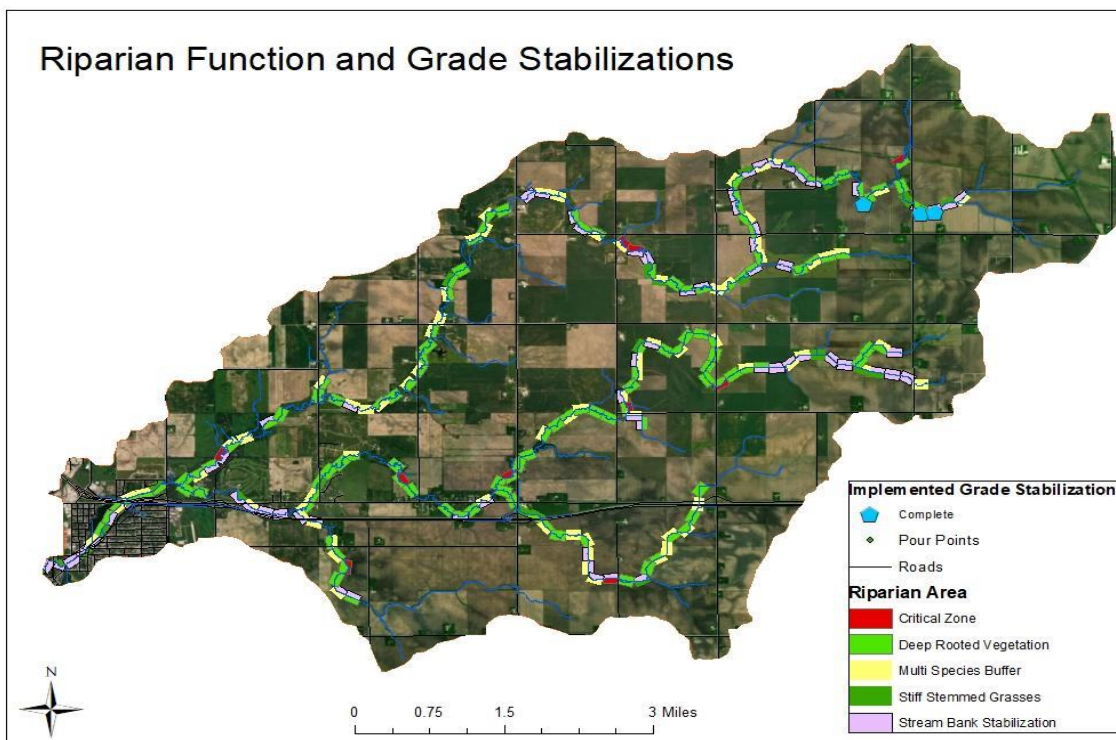 Riparian Function and Grade Stabilizations
Implemented Grade Stabilization
Complete
Pour Points
Roads
Riparian Area
Critical Zone
Deep Rooted Vegetation
Multi Species Buffer
Stiff Stemmed Grasses
Stream Bank Stabilization
N
0 0.75 1.5 3 Miles